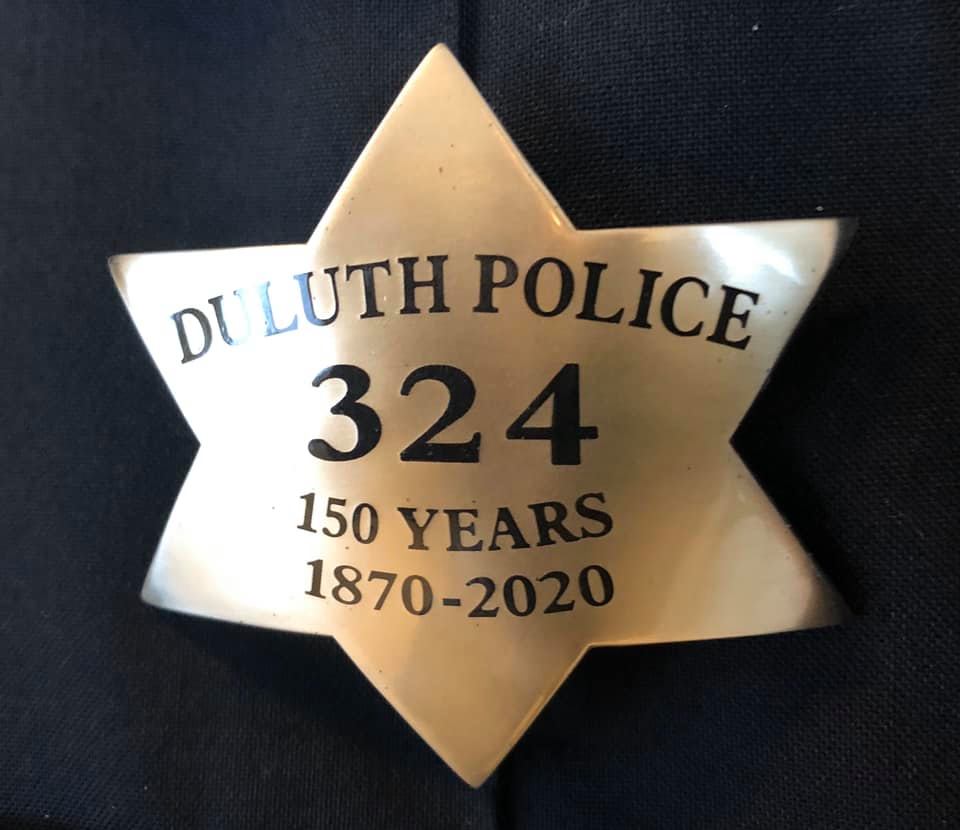 DULUTH POLICE
324
150 YEARS
1870-2020